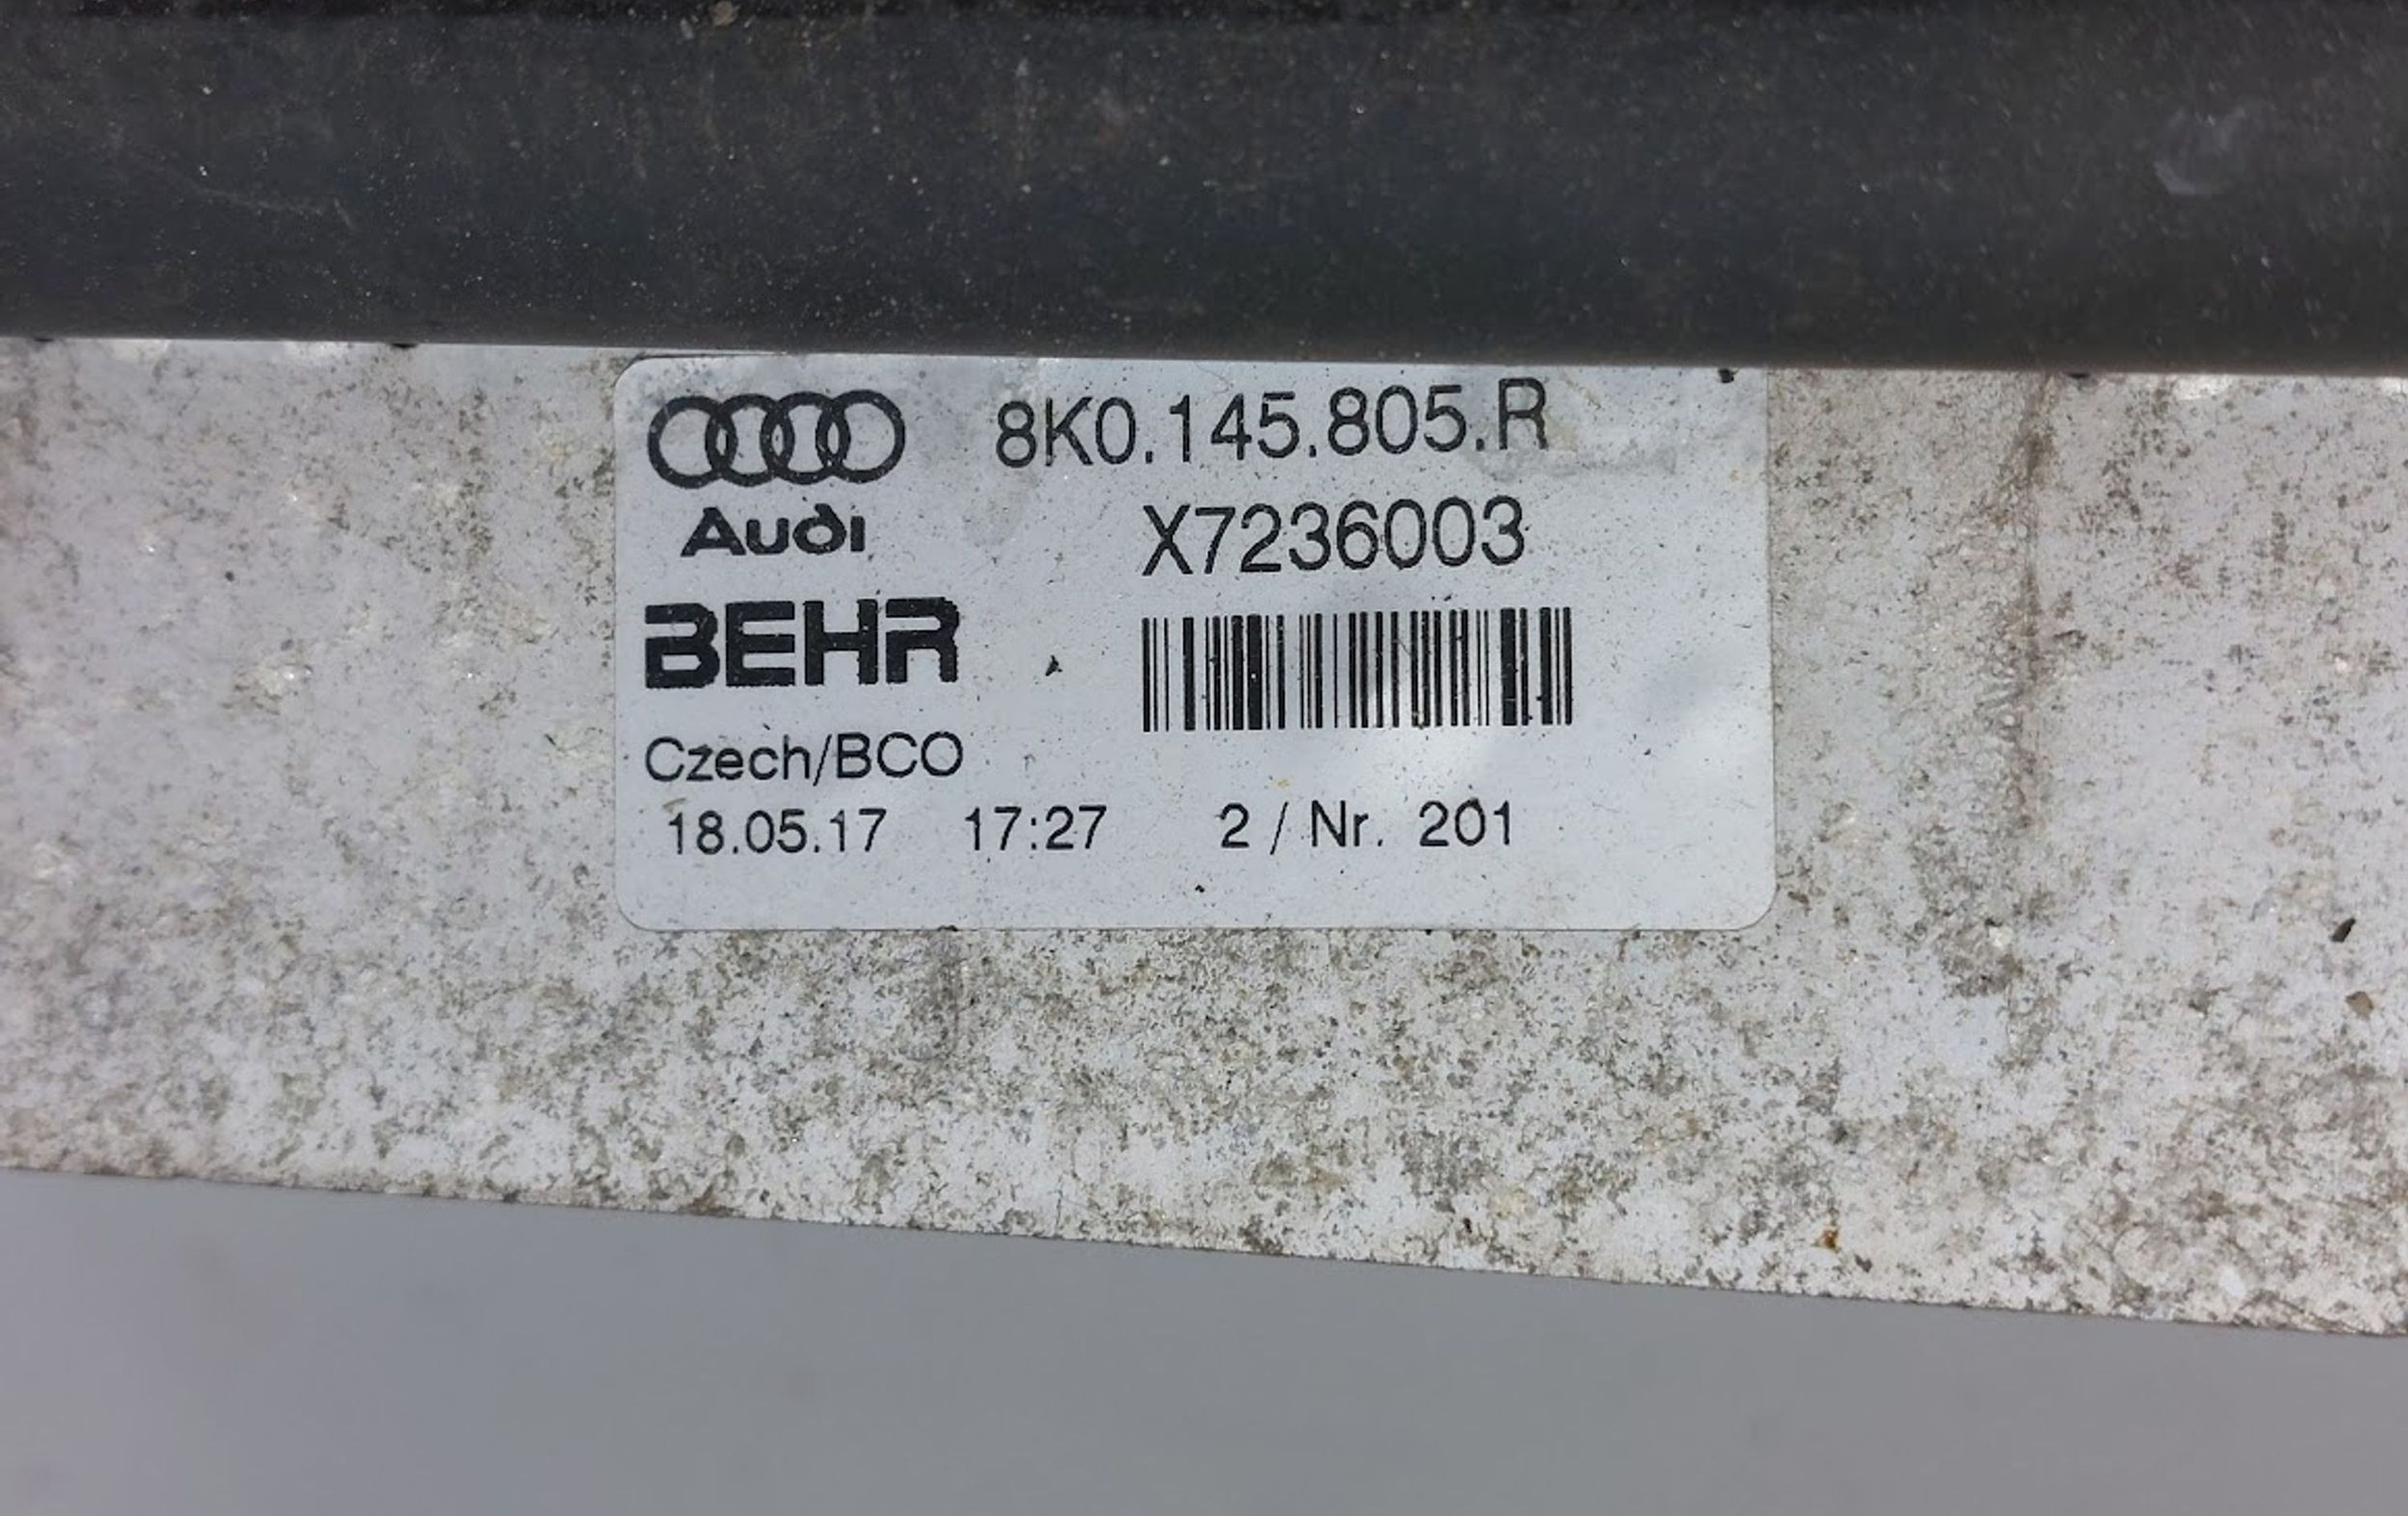 8K0.145.805.R
Audi
X7236003
BEHR
Czech/BCO
18.05.17 17:27 2 / Nr. 201